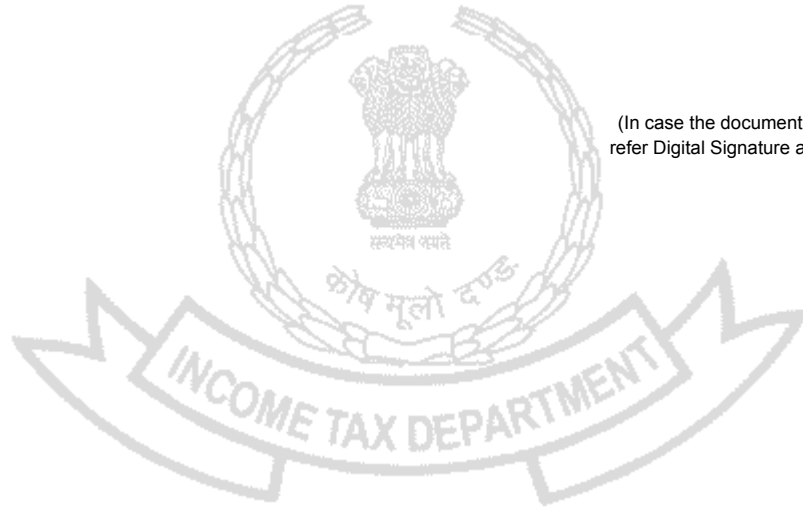 (In case the document
refer Digital Signature a
सत्यमेव जयते
कोष मूलो दण्ड:
INCOME TAX DEPARTMENT